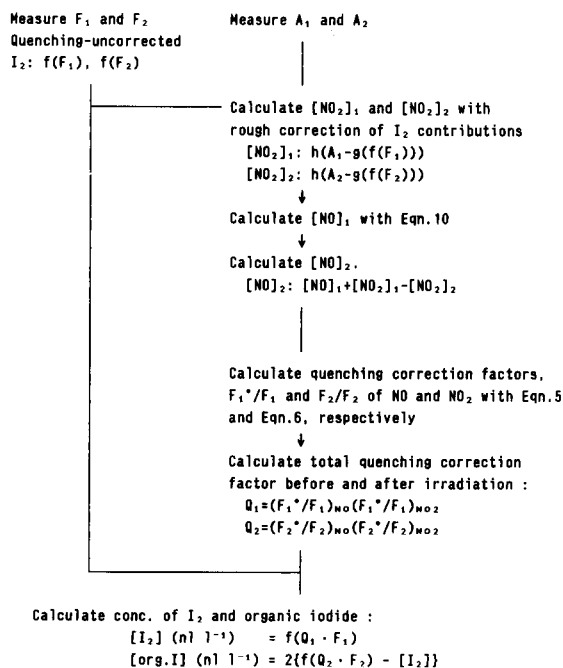 Measure F₁ and F₂
Quenching-uncorrected
I₂: f(F₁), f(F₂)
Measure A₁ and A₂
Calculate [NO₂]₁ and [NO₂]₂ with
rough correction of I₂ contributions
[NO₂]₁: h(A₁-g(f(F₁)))
[NO₂]₂: h(A₂-g(f(F₂)))
↓
Calculate [NO]₁ with Eqn.10
↓
Calculate [NO]₂.
[NO]₂: [NO]₁+[NO₂]₁-[NO₂]₂
Calculate quenching correction factors,
F₁°/F₁ and F₂/F₂ of NO and NO₂ with Eqn.5
and Eqn.6, respectively
↓
Calculate total quenching correction
factor before and after irradiation :
Q₁=(F₁°/F₁)NO(F₁°/F₁)NO₂
Q₂=(F₂°/F₂)NO(F₂°/F₂)NO₂
Calculate conc. of I₂ and organic iodide :
[I₂] (nl l⁻¹) = f(Q₁·F₁)
[org.I] (nl l⁻¹) = 2{f(Q₂·F₂) - [I₂]}